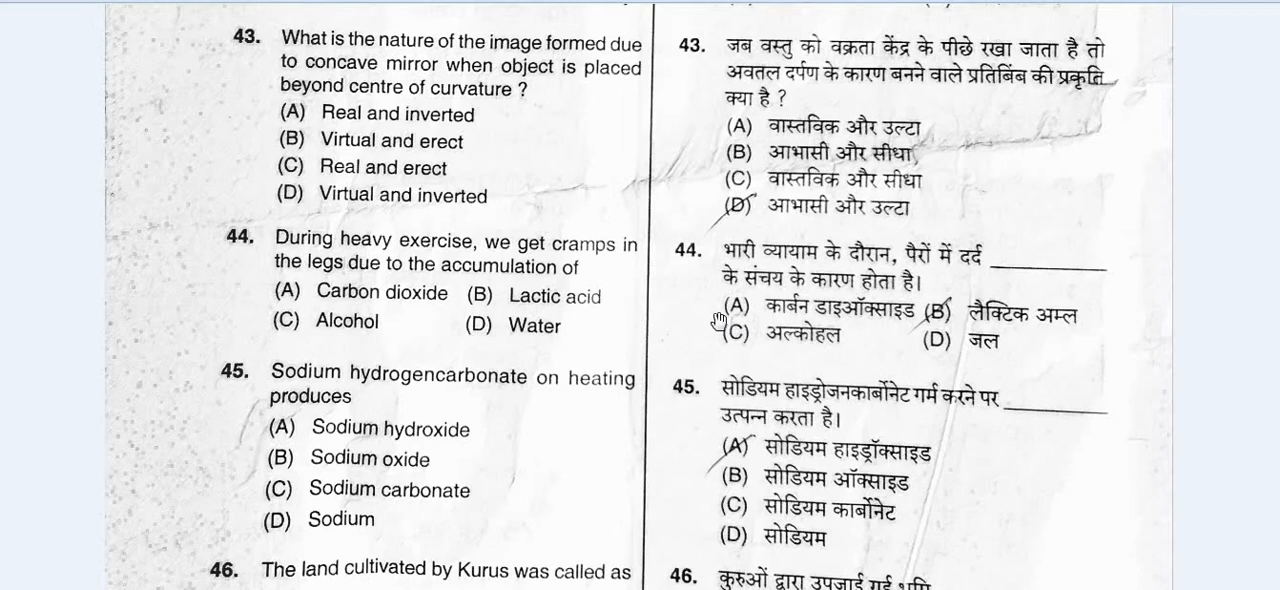 43. What is the nature of the image formed due
to concave mirror when object is placed
beyond centre of curvature ?
(A) Real and inverted
(B) Virtual and erect
(C) Real and erect
(D) Virtual and inverted
44. During heavy exercise, we get cramps in
the legs due to the accumulation of
(A) Carbon dioxide (B) Lactic acid
(C) Alcohol (D) Water
45. Sodium hydrogencarbonate on heating
produces
(A) Sodium hydroxide
(B) Sodium oxide
(C) Sodium carbonate
(D) Sodium
46. The land cultivated by Kurus was called as
43. जब वस्तु को वक्रता केंद्र के पीछे रखा जाता है तो
अवतल दर्पण के कारण बनने वाले प्रतिबिंब की प्रकृति
क्या है ?
(A) वास्तविक और उल्टा
(B) आभासी और सीधा
(C) वास्तविक और सीधा
(D) आभासी और उल्टा
44. भारी व्यायाम के दौरान, पैरों में दर्द ________
के संचय के कारण होता है।
(A) कार्बन डाइऑक्साइड (B) लैक्टिक अम्ल
(C) अल्कोहल (D) जल
45. सोडियम हाइड्रोजनकार्बोनेट गर्म करने पर ________
उत्पन्न करता है।
(A) सोडियम हाइड्रॉक्साइड
(B) सोडियम ऑक्साइड
(C) सोडियम कार्बोनेट
(D) सोडियम
46. कुरुओं द्वारा उपजाई गई भूमि